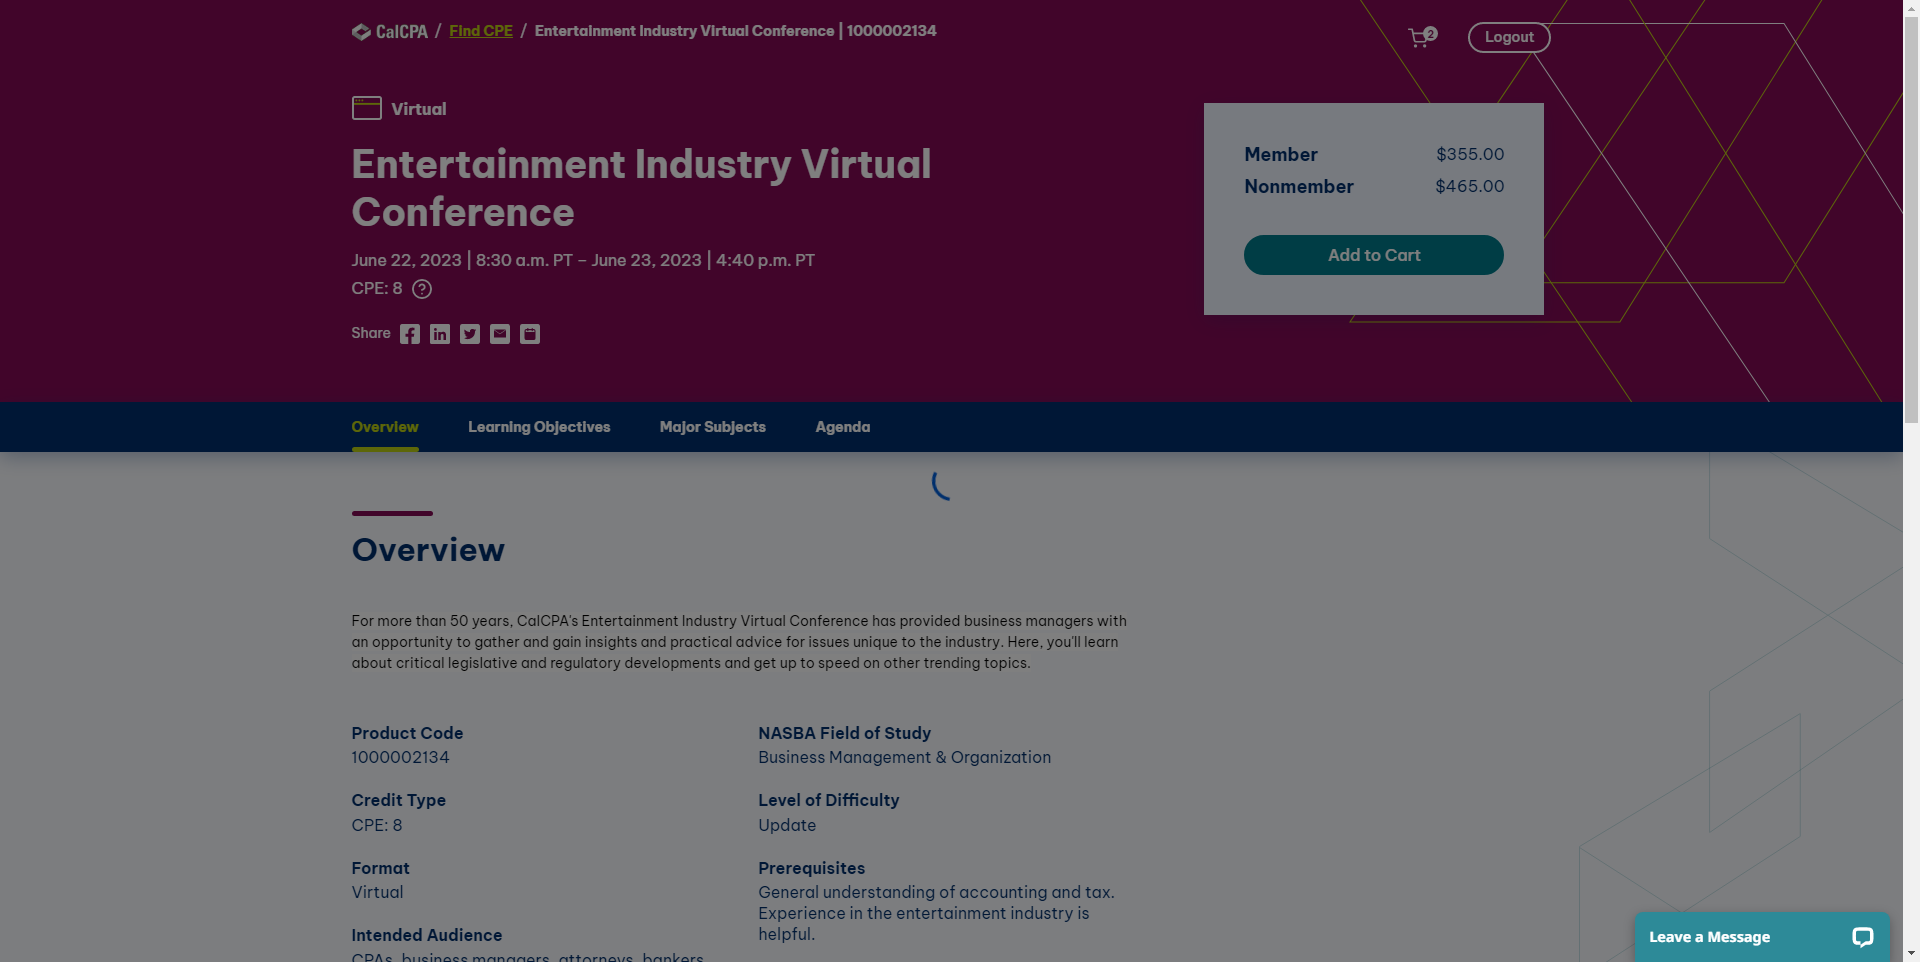 CalCPA / Find CPE / Entertainment Industry Virtual Conference | 1000002134
2
Logout
Virtual
Entertainment Industry Virtual
Conference
June 22, 2023 | 8:30 a.m. PT – June 23, 2023 | 4:40 p.m. PT
CPE: 8 ?
Share
Member $355.00
Nonmember $465.00
Add to Cart
Overview Learning Objectives Major Subjects Agenda
Overview
For more than 50 years, CalCPA's Entertainment Industry Virtual Conference has provided business managers with
an opportunity to gather and gain insights and practical advice for issues unique to the industry. Here, you'll learn
about critical legislative and regulatory developments and get up to speed on other trending topics.
Product Code
1000002134
Credit Type
CPE: 8
Format
Virtual
Intended Audience
CPAs, business managers, attorneys, bankers
NASBA Field of Study
Business Management & Organization
Level of Difficulty
Update
Prerequisites
General understanding of accounting and tax.
Experience in the entertainment industry is
helpful.
Leave a Message